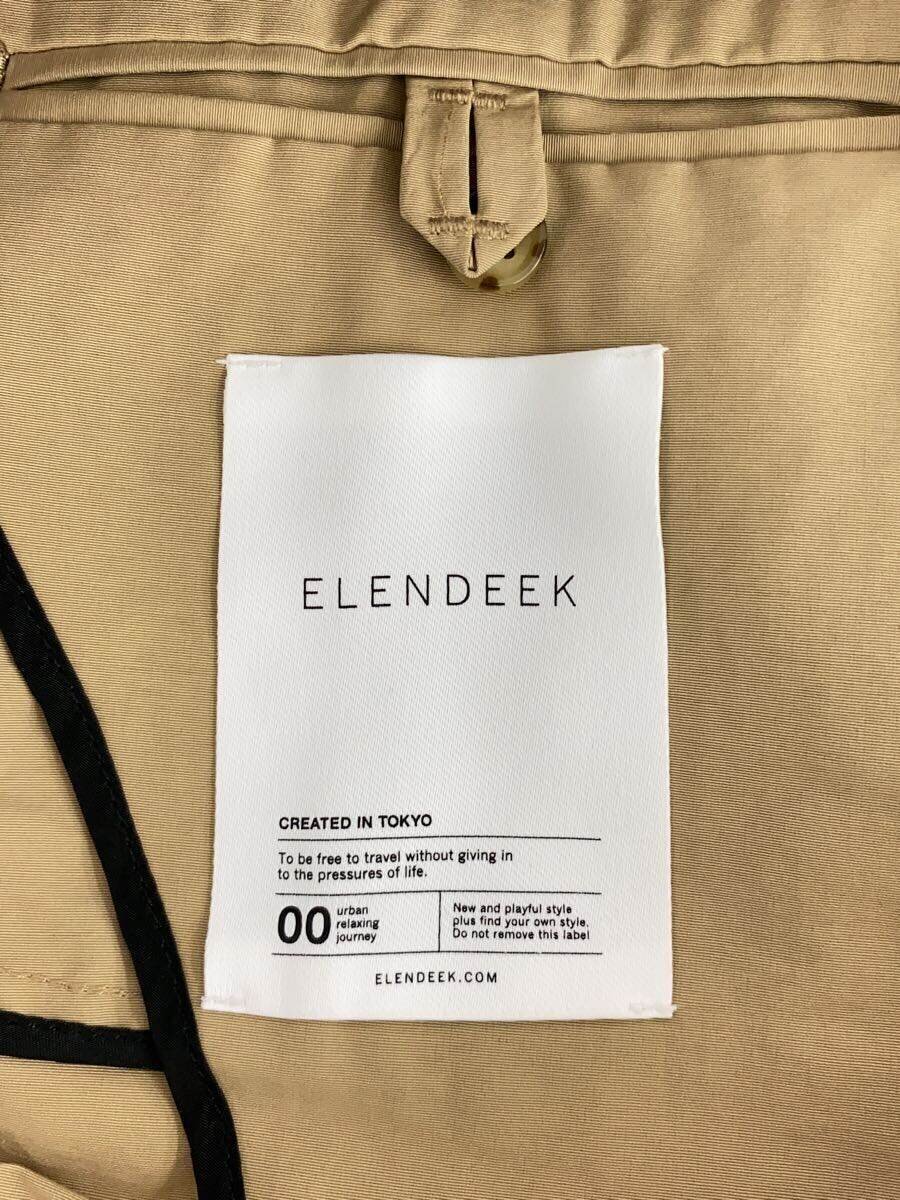 ELENDEEK
CREATED IN TOKYO
To be free to travel without giving in
to the pressures of life.
00
urban
relaxing
journey
New and playful style
plus find your own style.
Do not remove this label
ELENDEEK.COM